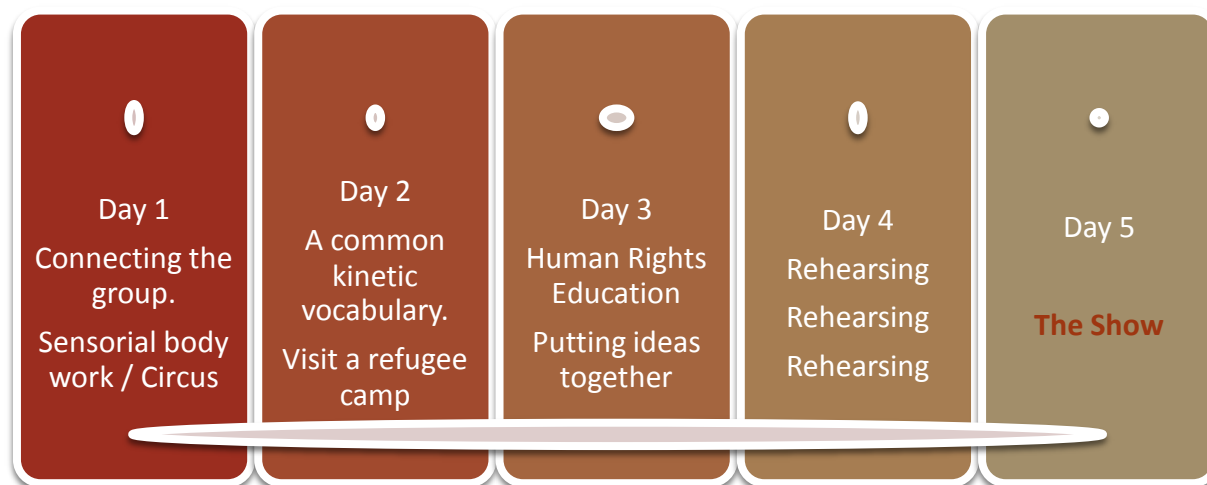 Day 1
Connecting the
group.
Sensorial body
work / Circus
Day 2
A common
kinetic
vocabulary.
Visit a refugee
camp
Day 3
Human Rights
Education
Putting ideas
together
Day 4
Rehearsing
Rehearsing
Rehearsing
Day 5
The Show